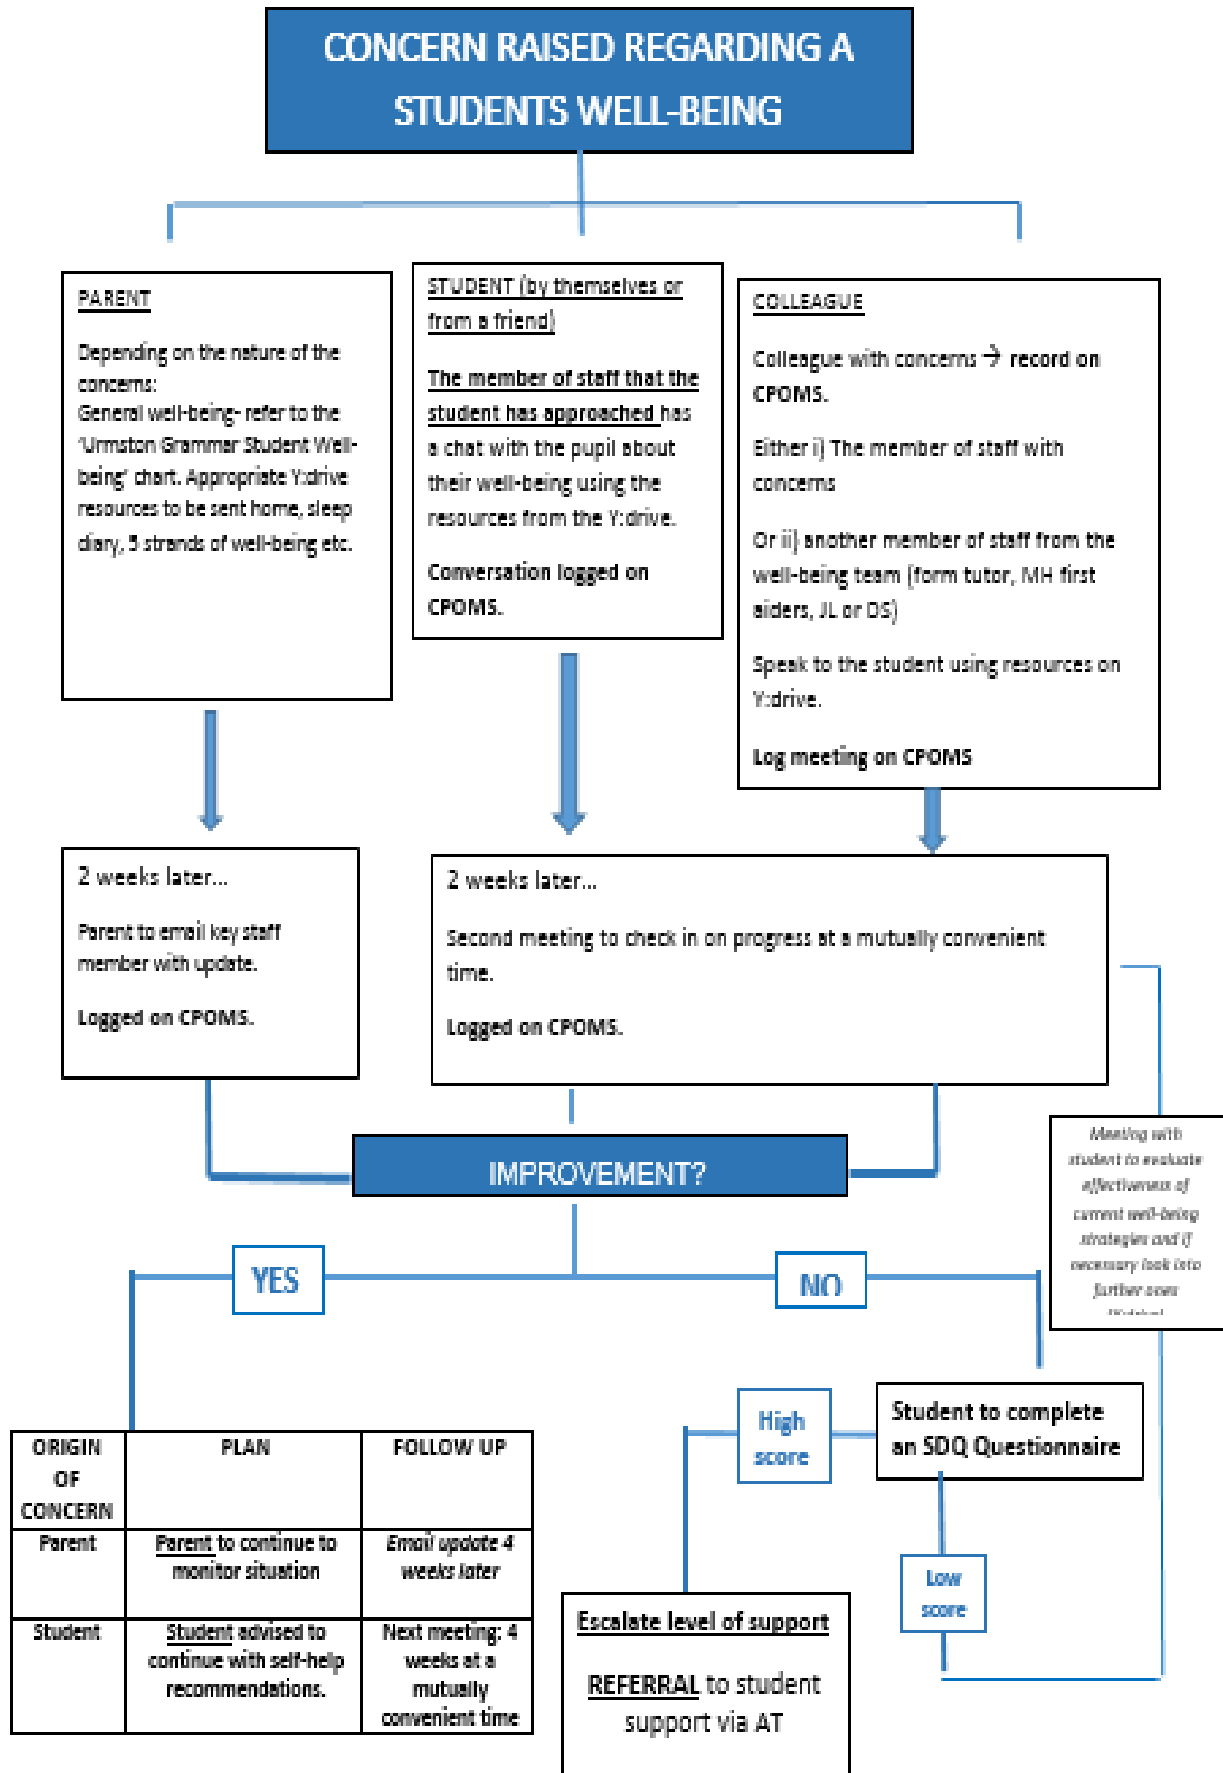 CONCERN RAISED REGARDING A
STUDENTS WELL-BEING
PARENT
Depending on the nature of the
concerns:
General well-being- refer to the
'Urmston Grammar Student Well-
being' chart. Appropriate Y:drive
resources to be sent home, sleep
diary, 5 strands of well-being etc.
STUDENT (by themselves or
from a friend)
The member of staff that the
student has approached has
a chat with the pupil about
their well-being using the
resources from the Y:drive.
Conversation logged on
CPOMS.
COLLEAGUE
Colleague with concerns → record on
CPOMS.
Either i) The member of staff with
concerns
Or ii) another member of staff from the
well-being team (form tutor, MH first
aiders, JL or DS)
Speak to the student using resources on
Y:drive.
Log meeting on CPOMS
2 weeks later...
Parent to email key staff
member with update.
Logged on CPOMS.
2 weeks later...
Second meeting to check in on progress at a mutually convenient
time.
Logged on CPOMS.
IMPROVEMENT?
Meeting with
student to evaluate
effectiveness of
current well-being
strategies and if
necessary look into
further ones
YES
NO
High
score
Student to complete
an SDQ Questionnaire
Low
score
ORIGIN
OF
CONCERN
PLAN
FOLLOW UP
Parent
Parent to continue to
monitor situation
Email update 4
weeks later
Student
Student advised to
continue with self-help
recommendations.
Next meeting: 4
weeks at a
mutually
convenient time
Escalate level of support
REFERRAL to student
support via AT